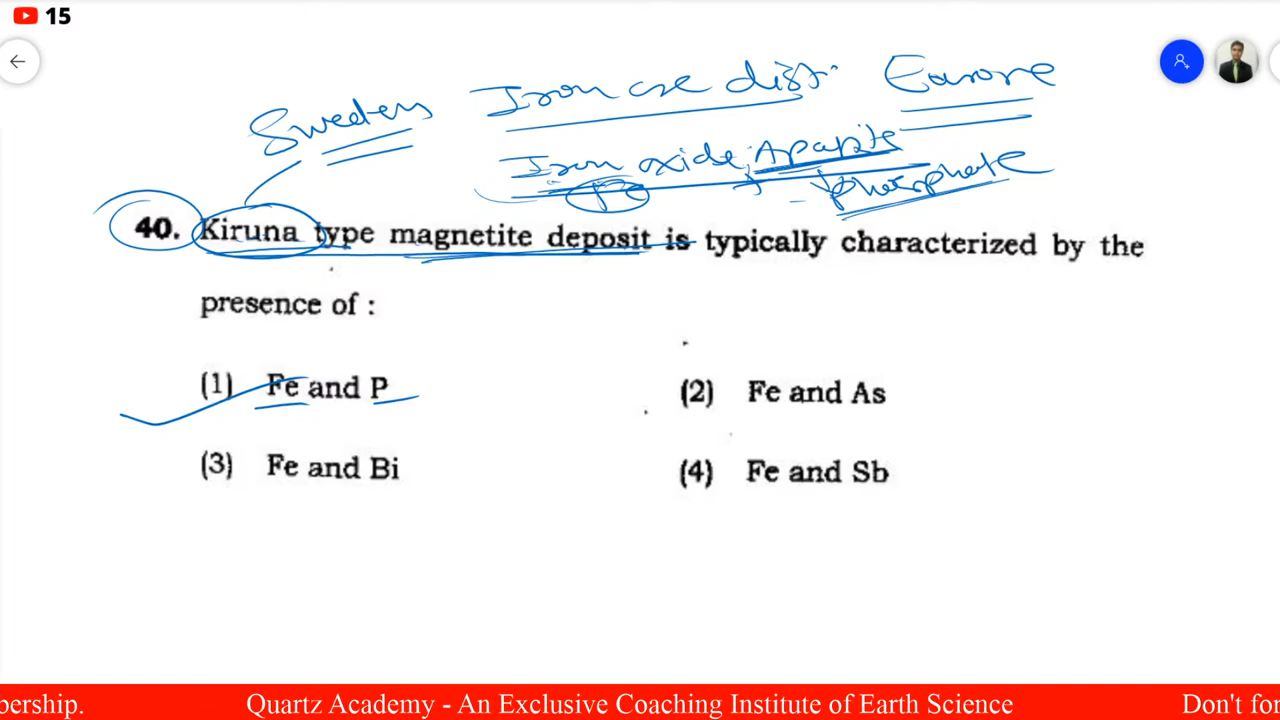 15
Sweden Iron ore dist. Europe
Iron oxide, Apatite
Fe phosphate
40. Kiruna type magnetite deposit is typically characterized by the
presence of :
(1) Fe and P (2) Fe and As
(3) Fe and Bi (4) Fe and Sb
bership. Quartz Academy - An Exclusive Coaching Institute of Earth Science Don't for